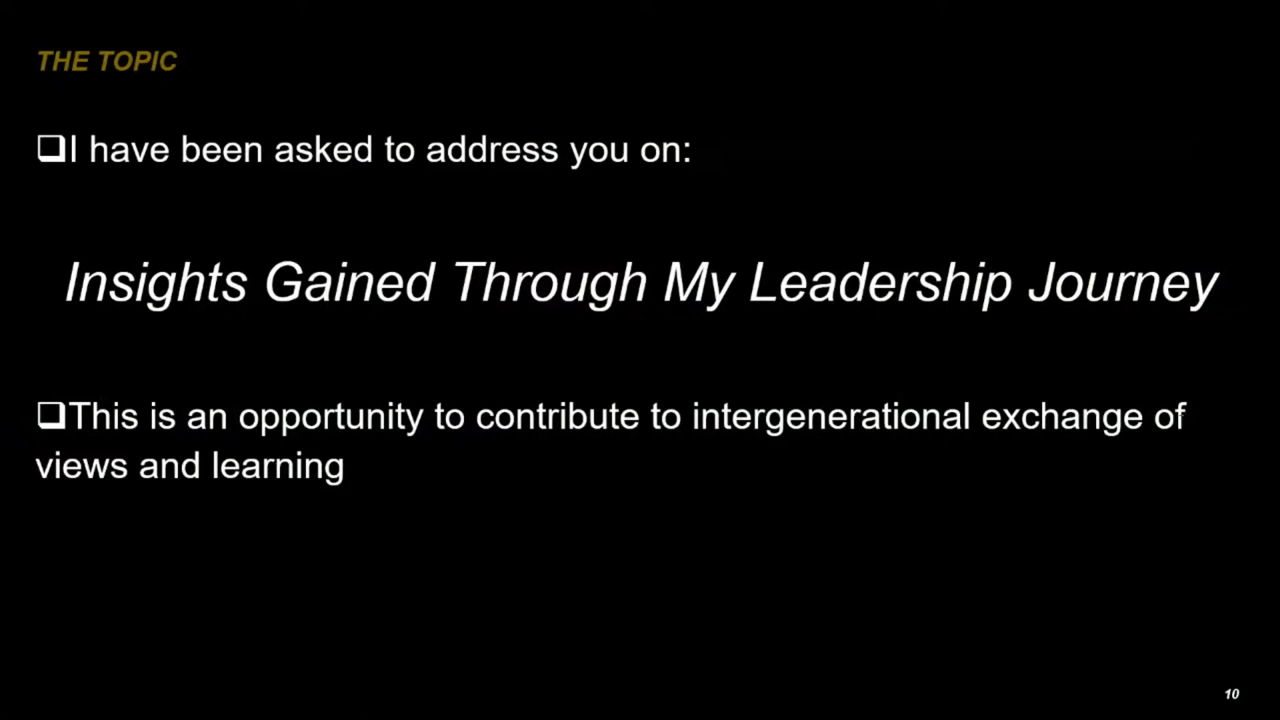 THE TOPIC
❑I have been asked to address you on:
Insights Gained Through My Leadership Journey
❑This is an opportunity to contribute to intergenerational exchange of
views and learning
10